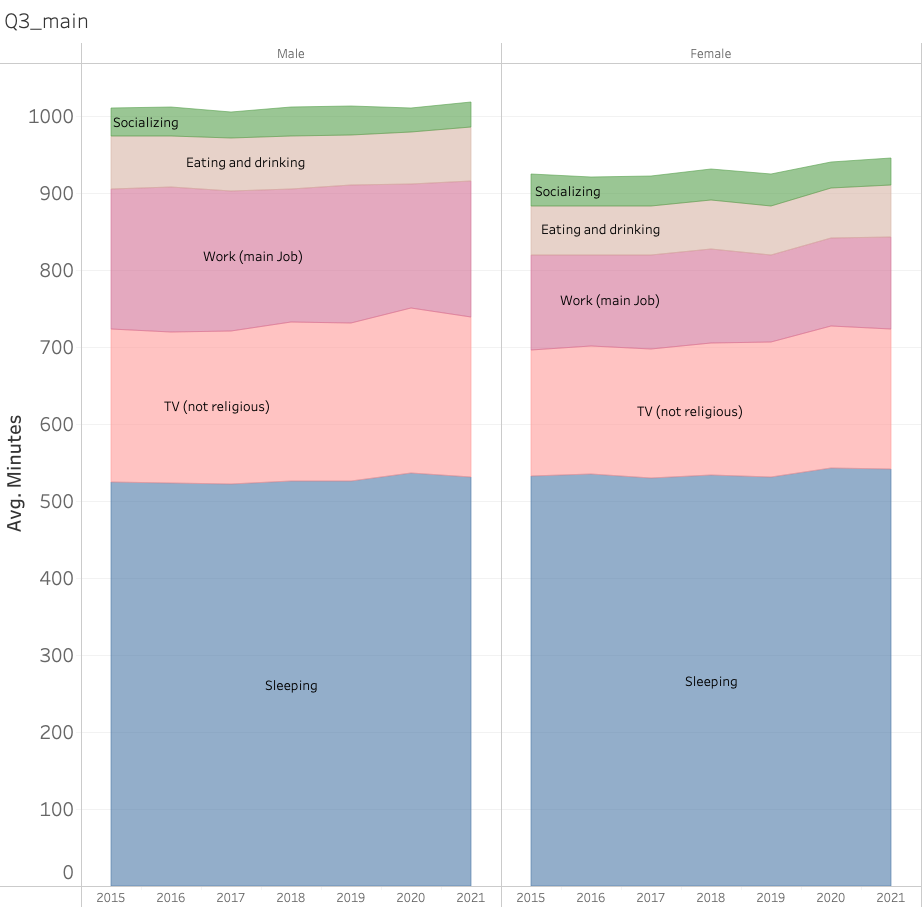 Q3_main
Male Female
Avg. Minutes
1000
900
800
700
600
500
400
300
200
100
0
Socializing
Eating and drinking
Work (main Job)
TV (not religious)
Sleeping
Socializing
Eating and drinking
Work (main Job)
TV (not religious)
Sleeping
2015 2016 2017 2018 2019 2020 2021 2015 2016 2017 2018 2019 2020 2021